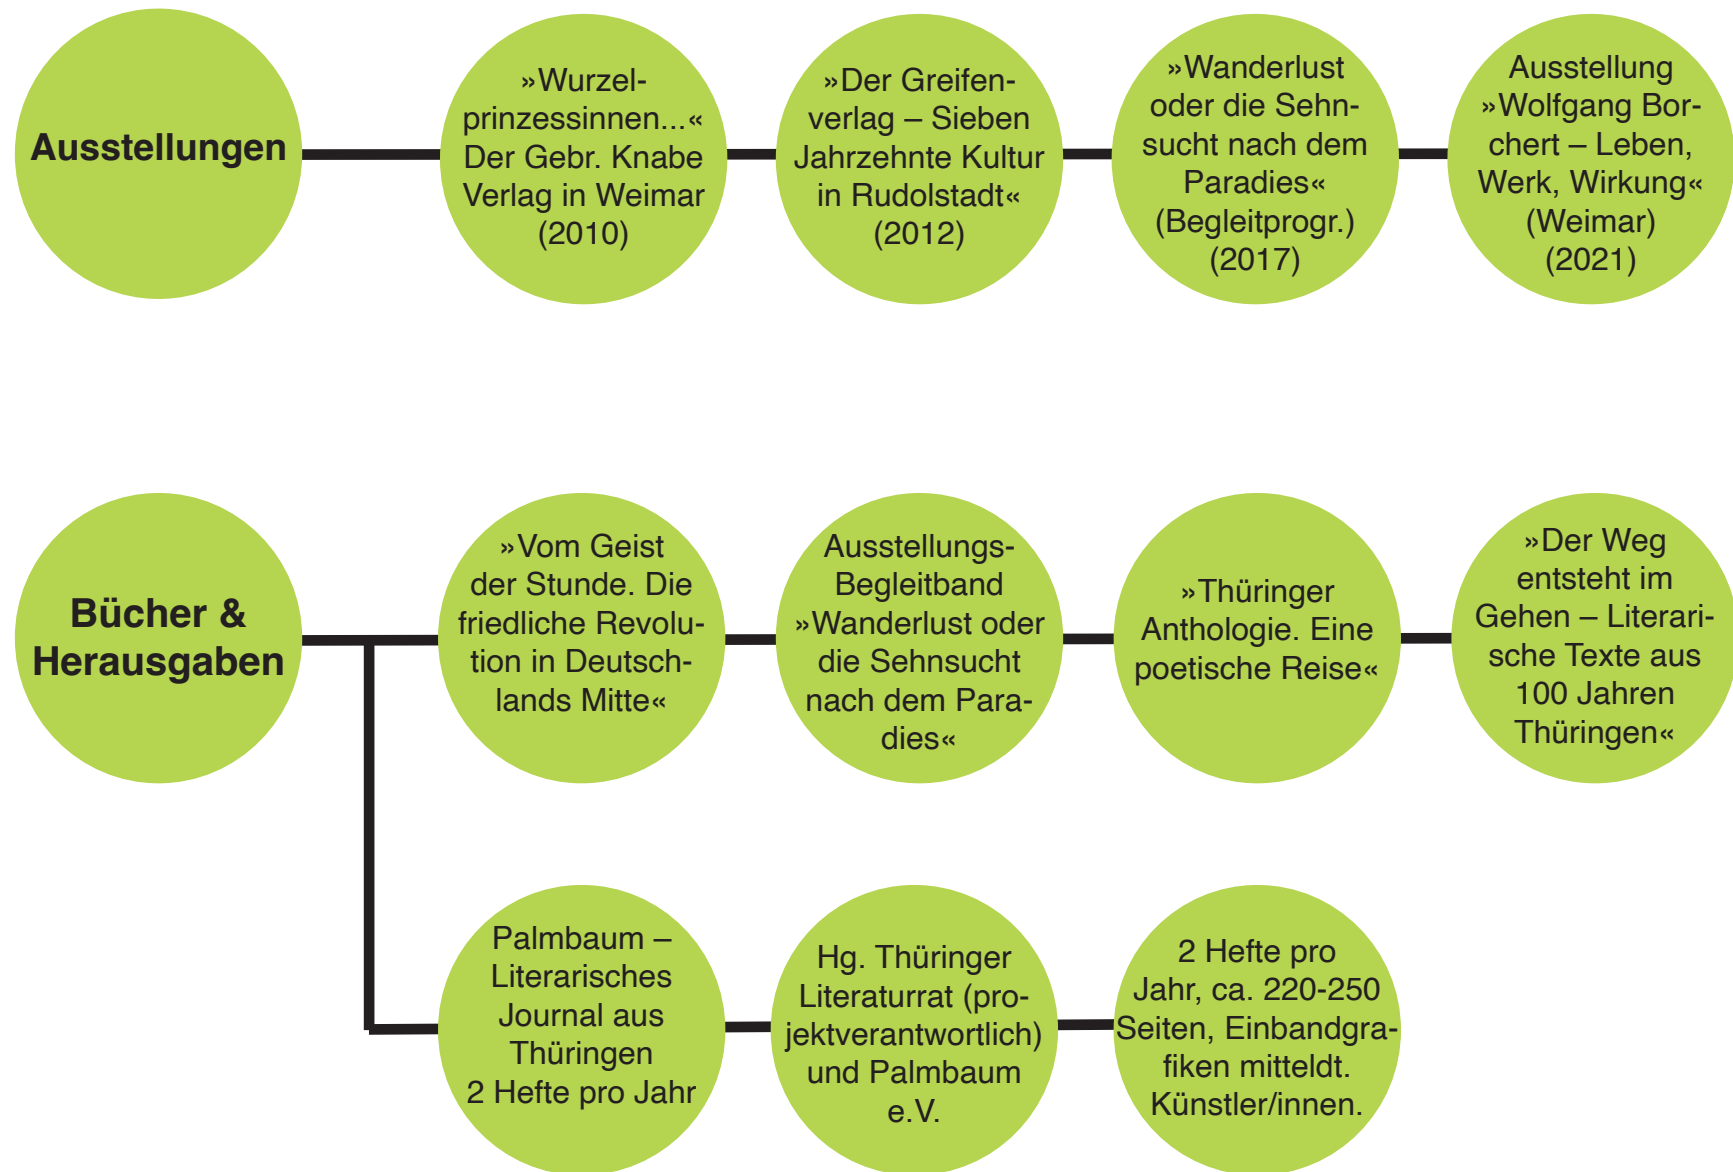 Ausstellungen
»Wurzel-
prinzessinnen...«
Der Gebr. Knabe
Verlag in Weimar
(2010)
»Der Greifen-
verlag – Sieben
Jahrzehnte Kultur
in Rudolstadt«
(2012)
»Wanderlust
oder die Sehn-
sucht nach dem
Paradies«
(Begleitprogr.)
(2017)
Ausstellung
»Wolfgang Bor-
chert – Leben,
Werk, Wirkung«
(Weimar)
(2021)
Bücher &
Herausgaben
»Vom Geist
der Stunde. Die
friedliche Revolu-
tion in Deutsch-
lands Mitte«
Ausstellungs-
Begleitband
»Wanderlust oder
die Sehnsucht
nach dem Para-
dies«
»Thüringer
Anthologie. Eine
poetische Reise«
»Der Weg
entsteht im
Gehen – Literari-
sche Texte aus
100 Jahren
Thüringen«
Palmbaum –
Literarisches
Journal aus
Thüringen
2 Hefte pro Jahr
Hg. Thüringer
Literaturrat (pro-
jektverantwortlich)
und Palmbaum
e.V.
2 Hefte pro
Jahr, ca. 220-250
Seiten, Einbandgra-
fiken mitteldt.
Künstler/innen.